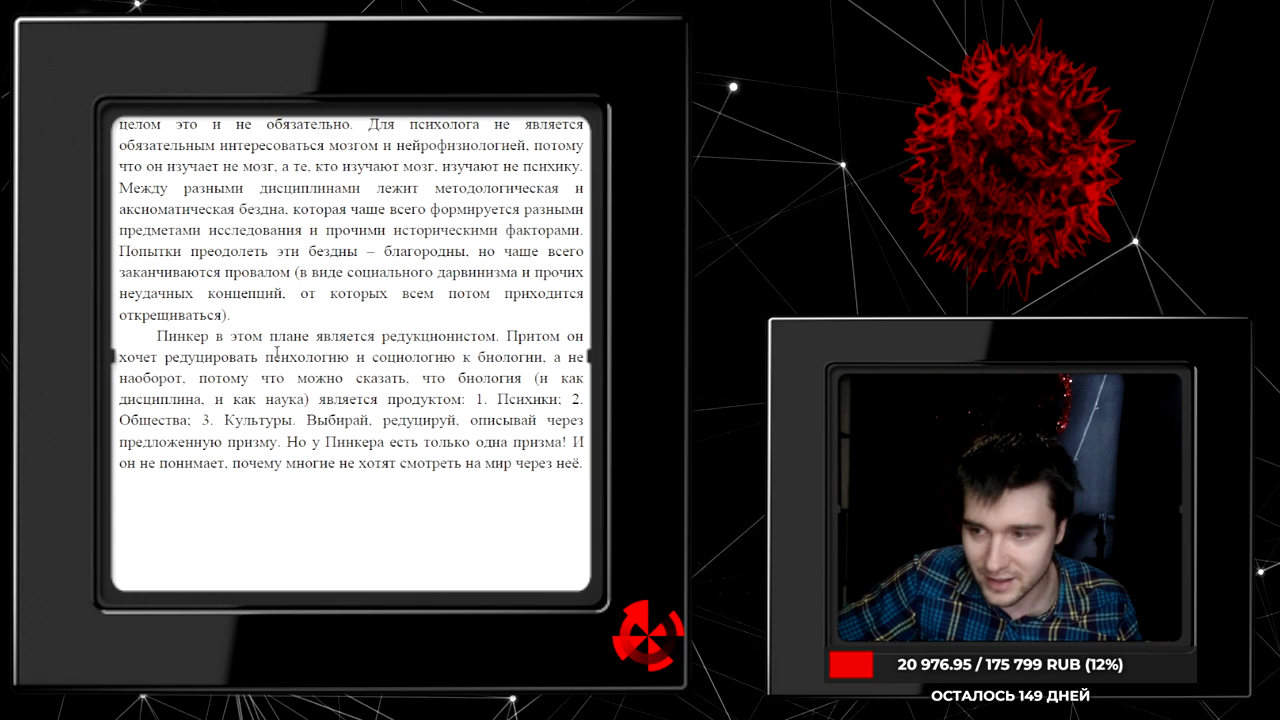 целом это и не обязательно. Для психолога не является
обязательным интересоваться мозгом и нейрофизиологией, потому
что он изучает не мозг, а те, кто изучают мозг, изучают не психику.
Между разными дисциплинами лежит методологическая и
аксиоматическая бездна, которая чаще всего формируется разными
предметами исследования и прочими историческими факторами.
Попытки преодолеть эти бездны – благородны, но чаще всего
заканчиваются провалом (в виде социального дарвинизма и прочих
неудачных концепций, от которых всем потом приходится
открещиваться).
Пинкер в этом плане является редукционистом. Притом он
хочет редуцировать психологию и социологию к биологии, а не
наоборот, потому что можно сказать, что биология (и как
дисциплина, и как наука) является продуктом: 1. Психики; 2.
Общества; 3. Культуры. Выбирай, редуцируй, описывай через
предложенную призму. Но у Пинкера есть только одна призма! И
он не понимает, почему многие не хотят смотреть на мир через неё.
20 976.95 / 175 799 RUB (12%)
ОСТАЛОСЬ 149 ДНЕЙ